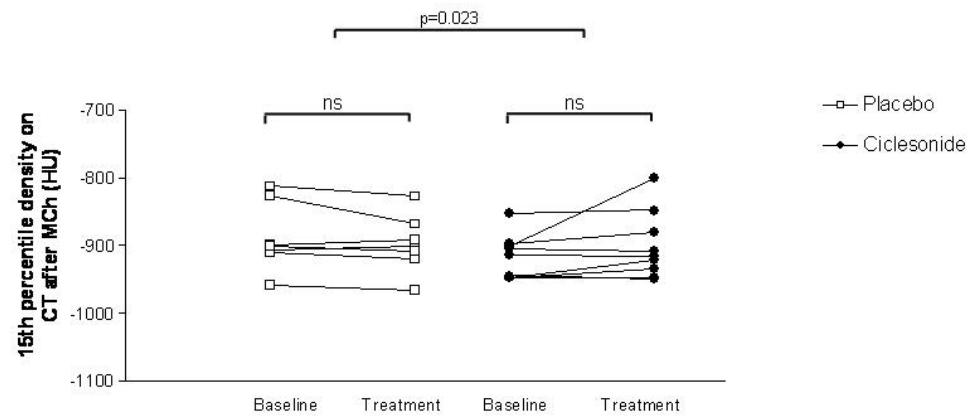 p=0.023
ns
ns
15th percentile density on
CT after MCh (HU)
-700
-800
-900
-1000
-1100
Baseline
Treatment
Baseline
Treatment
Placebo
Ciclesonide